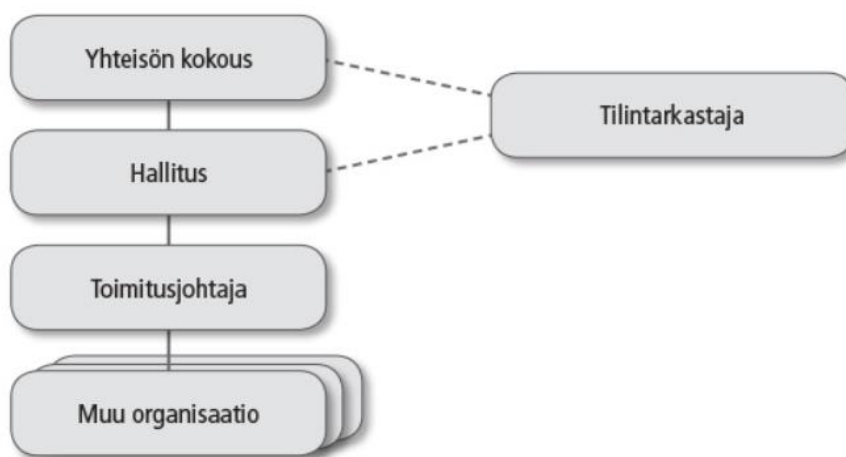 Yhteisön kokous
Tilintarkastaja
Hallitus
Toimitusjohtaja
Muu organisaatio